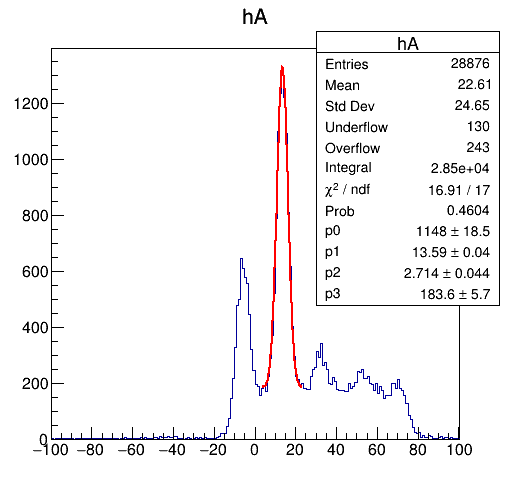 hA
hA
Entries 28876
Mean 22.61
Std Dev 24.65
Underflow 130
Overflow 243
Integral 2.85e+04
χ² / ndf 16.91 / 17
Prob 0.4604
p0 1148 ± 18.5
p1 13.59 ± 0.04
p2 2.714 ± 0.044
p3 183.6 ± 5.7
1200
1000
800
600
400
200
0
−100 −80 −60 −40 −20 0 20 40 60 80 100